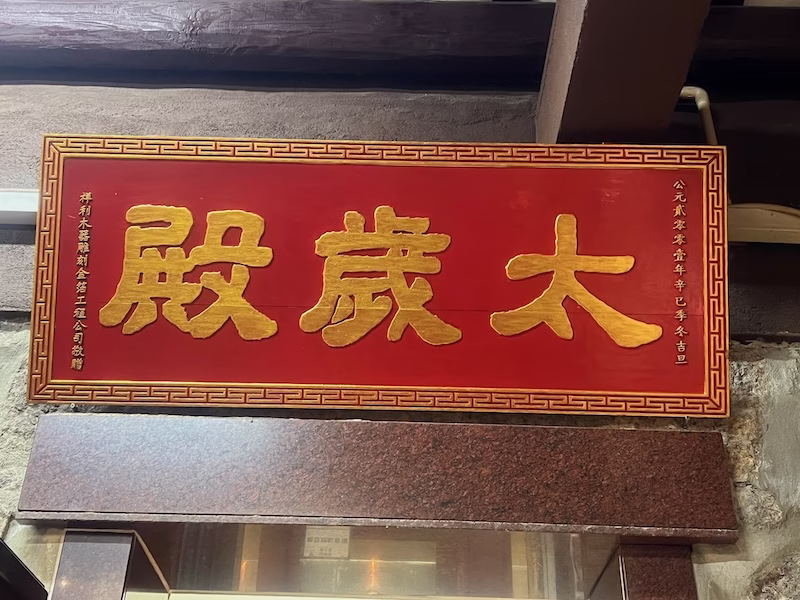 公元貳零零壹年辛巳季冬吉旦
太歲殿
祥利木器雕刻金箔工程公司敬贈